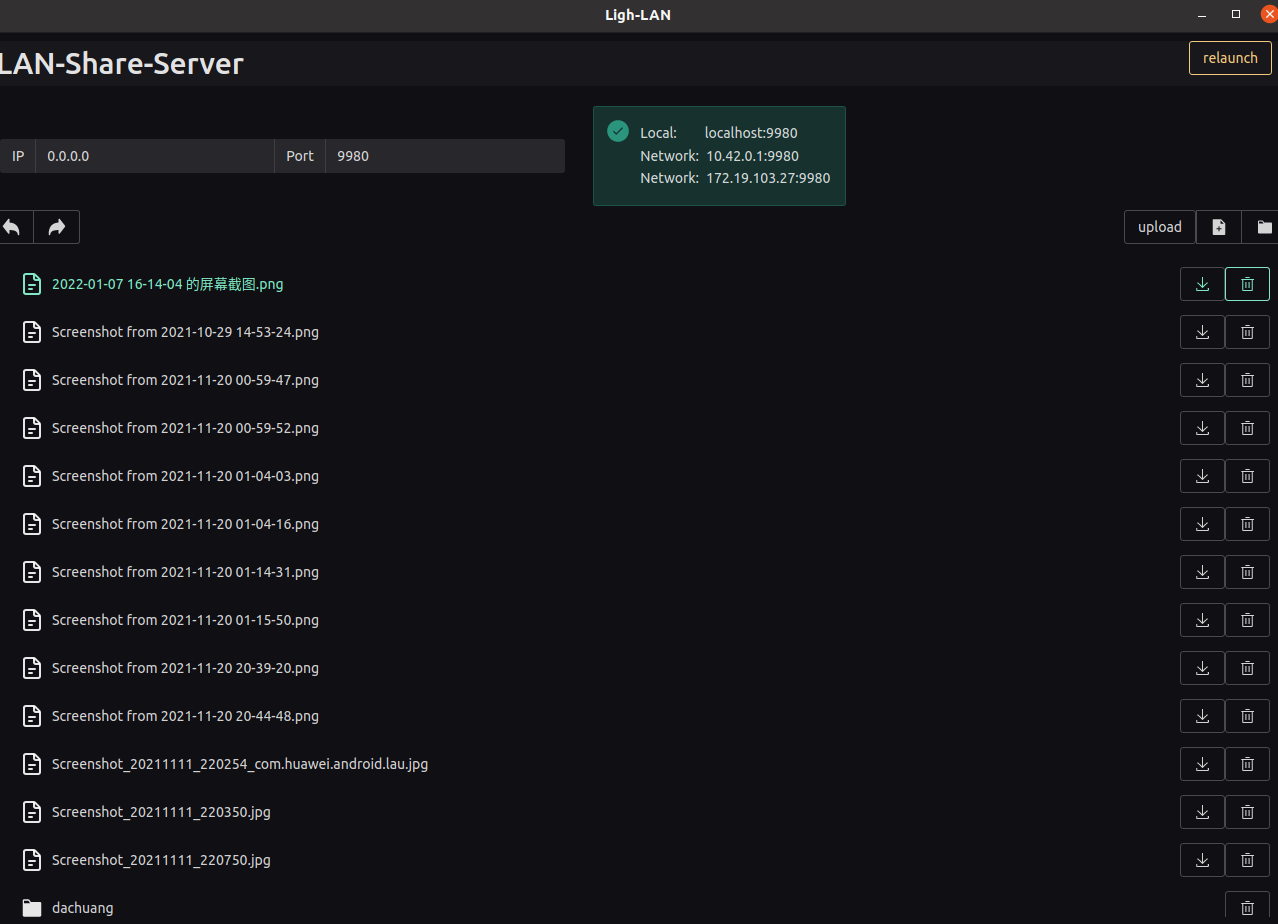 Ligh-LAN
LAN-Share-Server
relaunch
IP 0.0.0.0 Port 9980
Local: localhost:9980
Network: 10.42.0.1:9980
Network: 172.19.103.27:9980
upload
2022-01-07 16-14-04 的屏幕截图.png
Screenshot from 2021-10-29 14-53-24.png
Screenshot from 2021-11-20 00-59-47.png
Screenshot from 2021-11-20 00-59-52.png
Screenshot from 2021-11-20 01-04-03.png
Screenshot from 2021-11-20 01-04-16.png
Screenshot from 2021-11-20 01-14-31.png
Screenshot from 2021-11-20 01-15-50.png
Screenshot from 2021-11-20 20-39-20.png
Screenshot from 2021-11-20 20-44-48.png
Screenshot_20211111_220254_com.huawei.android.lau.jpg
Screenshot_20211111_220350.jpg
Screenshot_20211111_220750.jpg
dachuang